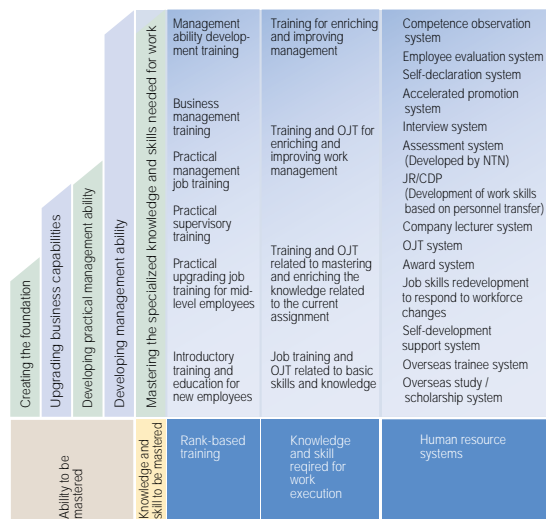 Creating the foundation
Upgrading business capabilities
Developing practical management ability
Developing management ability
Mastering the specialized knowledge and skills needed for work
Management
ability develop-
ment training
Business
management
training
Practical
management
job training
Practical
supervisory
training
Practical
upgrading job
training for mid-
level employees
Introductory
training and
education for
new employees
Training for enriching
and improving
management
Training and OJT for
enriching and
improving work
management
Training and OJT
related to mastering
and enriching the
knowledge related
to the current
assignment
Job training and
OJT related to basic
skills and knowledge
Competence observation
system
Employee evaluation system
Self-declaration system
Accelerated promotion
system
Interview system
Assessment system
(Developed by NTN)
JR/CDP
(Development of work skills
based on personnel transfer)
Company lecturer system
OJT system
Award system
Job skills redevelopment
to respond to workforce
changes
Self-development
support system
Overseas trainee system
Overseas study /
scholarship system
Ability to be
mastered
Knowledge and
skill to be mastered
Rank-based
training
Knowledge
and skill
reqired for
work
execution
Human resource
systems